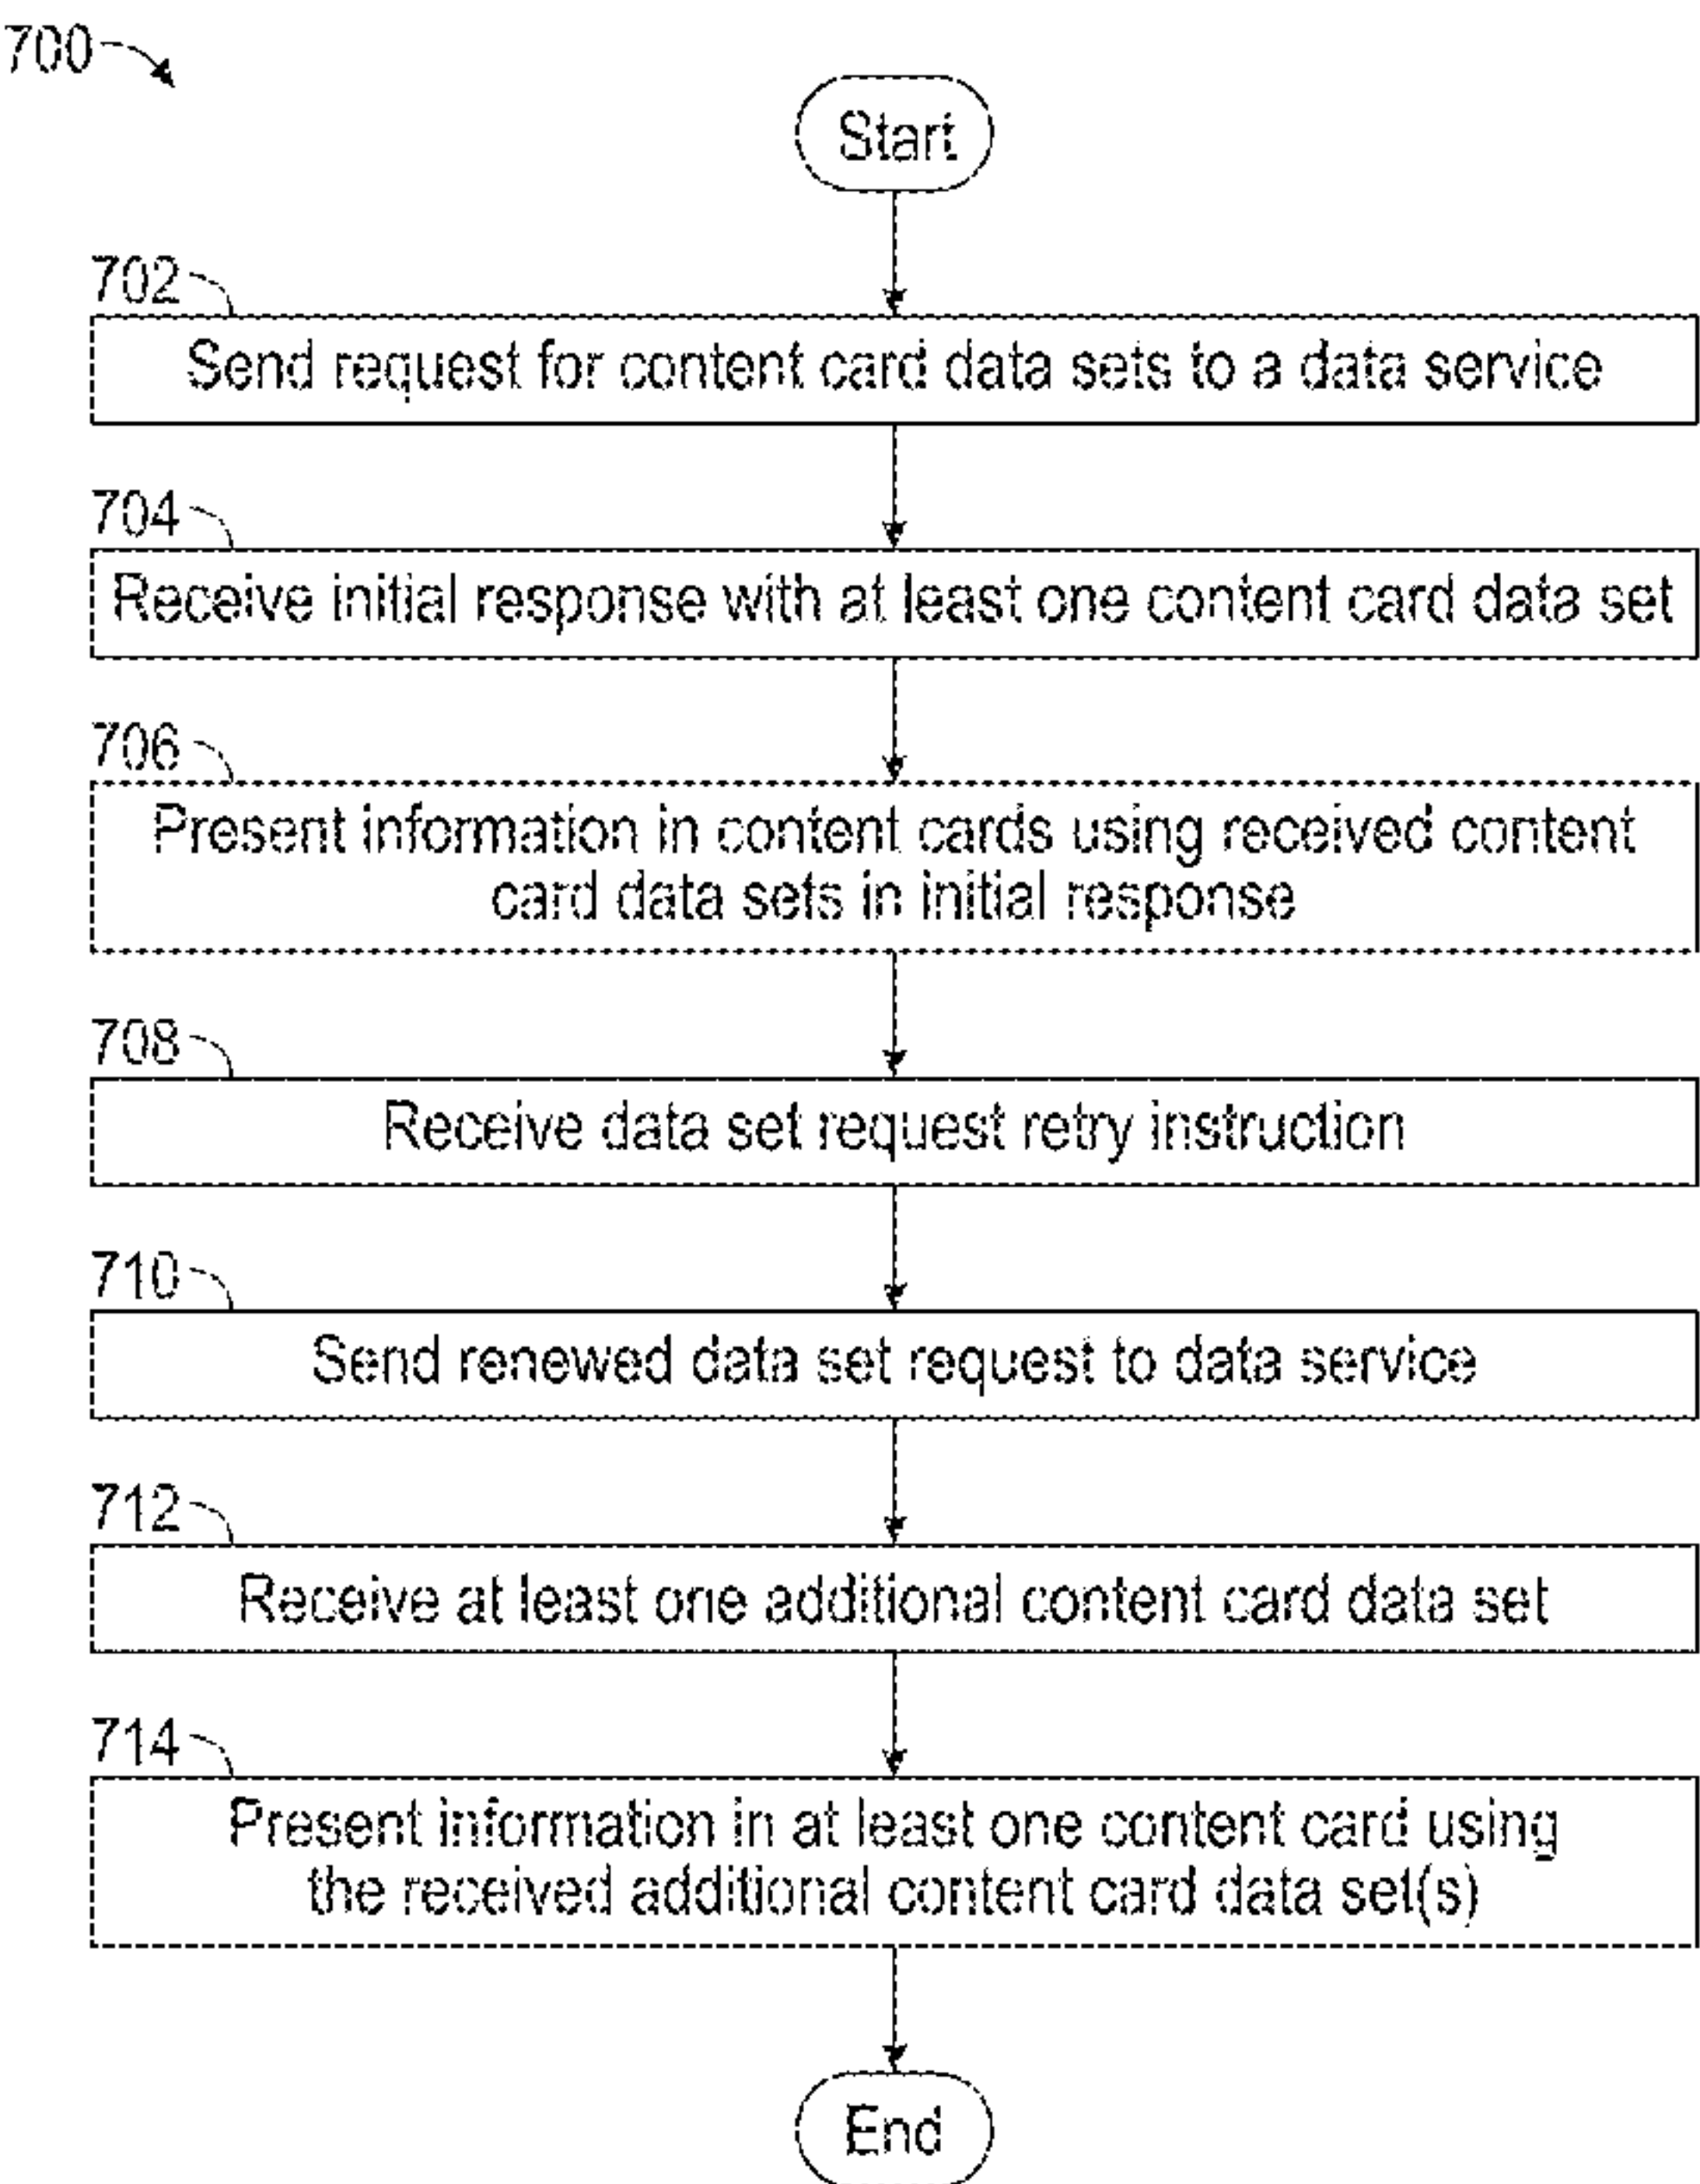 700
Start
702
Send request for content card data sets to a data service
704
Receive initial response with at least one content card data set
706
Present information in content cards using received content
card data sets in initial response
708
Receive data set request retry instruction
710
Send renewed data set request to data service
712
Receive at least one additional content card data set
714
Present information in at least one content card using
the received additional content card data set(s)
End